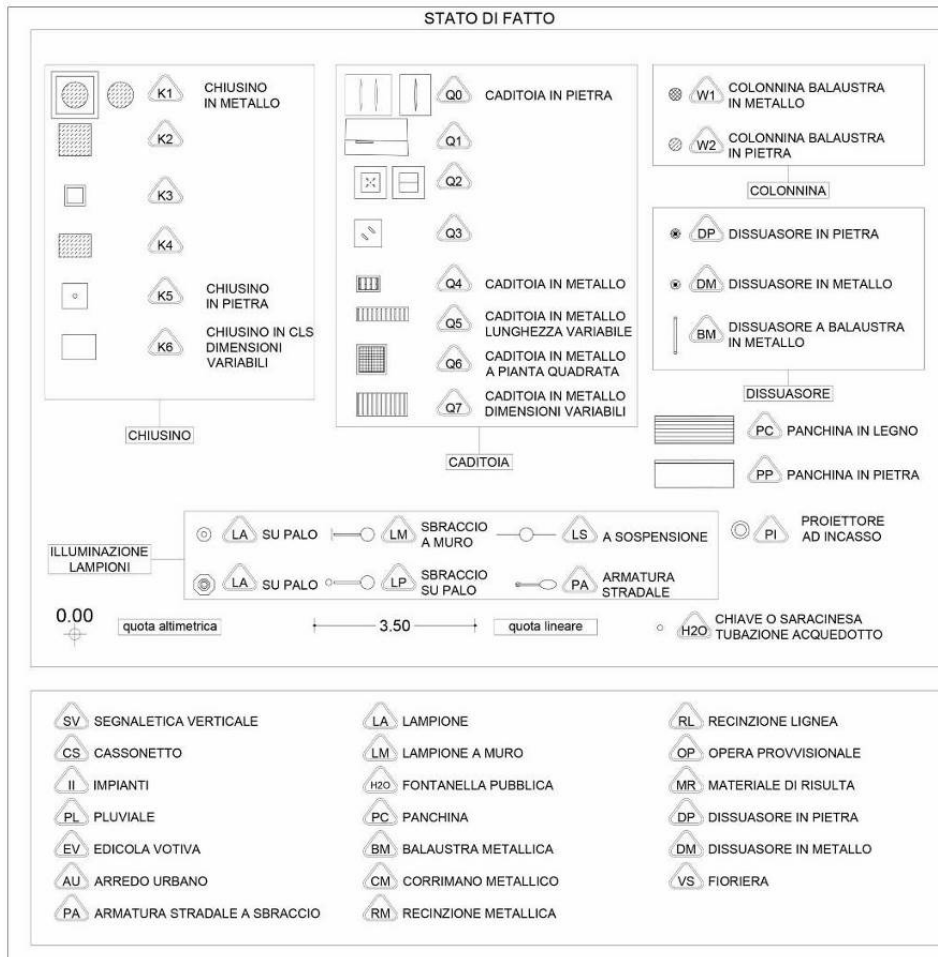 STATO DI FATTO
K1
CHIUSINO
IN METALLO
K2
K3
K4
K5
CHIUSINO
IN PIETRA
K6
CHIUSINO IN CLS
DIMENSIONI
VARIABILI
CHIUSINO
Q0 CADITOIA IN PIETRA
Q1
Q2
Q3
Q4 CADITOIA IN METALLO
Q5
CADITOIA IN METALLO
LUNGHEZZA VARIABILE
Q6
CADITOIA IN METALLO
A PIANTA QUADRATA
Q7
CADITOIA IN METALLO
DIMENSIONI VARIABILI
CADITOIA
W1
COLONNINA BALAUSTRA
IN METALLO
W2
COLONNINA BALAUSTRA
IN PIETRA
COLONNINA
DP DISSUASORE IN PIETRA
DM DISSUASORE IN METALLO
BM
DISSUASORE A BALAUSTRA
IN METALLO
DISSUASORE
PC PANCHINA IN LEGNO
PP PANCHINA IN PIETRA
ILLUMINAZIONE
LAMPIONI
LA SU PALO
LM
SBRACCIO
A MURO
LS A SOSPENSIONE
LA SU PALO
LP
SBRACCIO
SU PALO
PA
ARMATURA
STRADALE
PI
PROIETTORE
AD INCASSO
0.00
quota altimetrica
3.50
quota lineare
H2O
CHIAVE O SARACINESA
TUBAZIONE ACQUEDOTTO
SV SEGNALETICA VERTICALE
CS CASSONETTO
II IMPIANTI
PL PLUVIALE
EV EDICOLA VOTIVA
AU ARREDO URBANO
PA ARMATURA STRADALE A SBRACCIO
LA LAMPIONE
LM LAMPIONE A MURO
H2O FONTANELLA PUBBLICA
PC PANCHINA
BM BALAUSTRA METALLICA
CM CORRIMANO METALLICO
RM RECINZIONE METALLICA
RL RECINZIONE LIGNEA
OP OPERA PROVVISIONALE
MR MATERIALE DI RISULTA
DP DISSUASORE IN PIETRA
DM DISSUASORE IN METALLO
VS FIORIERA